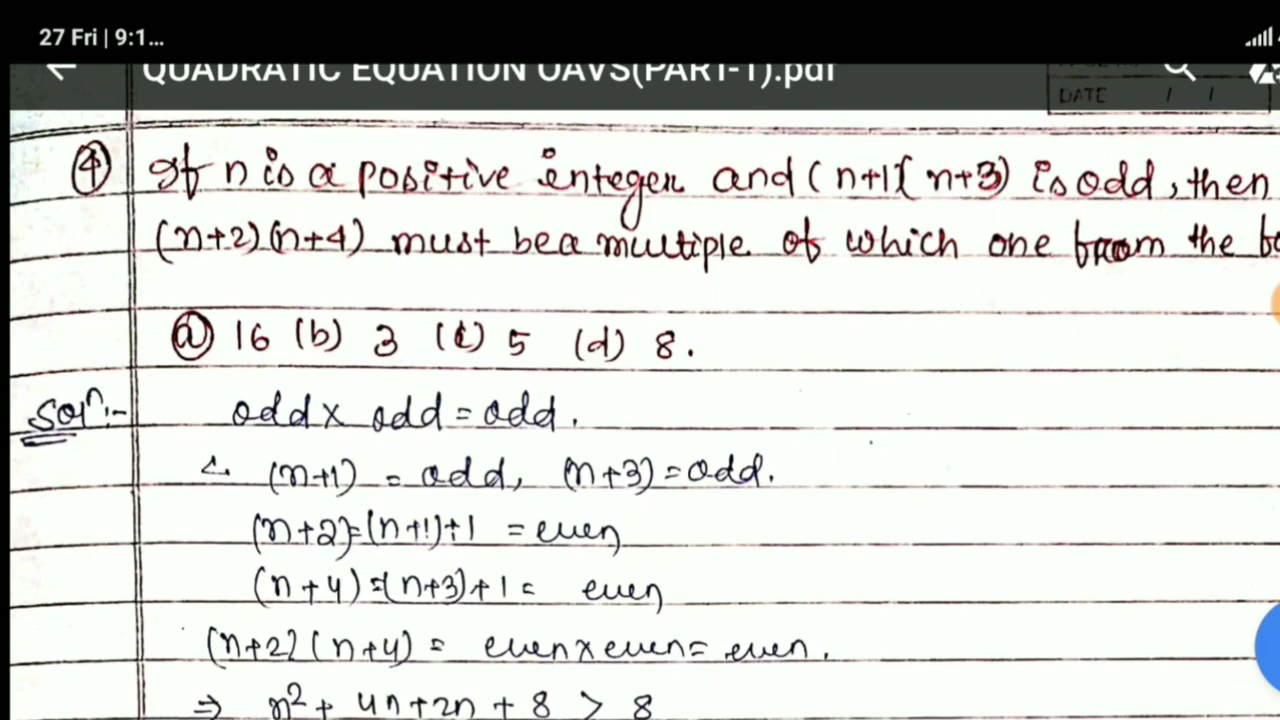 27 Fri | 9:1...
QUADRATIC EQUATION OAVS(PART-1).pdf
DATE / /
④ If n is a positive integer and (n+1)(n+3) is odd, then
(n+2)(n+4) must be a multiple of which one from the be
ⓐ 16 (b) 3 (c) 5 (d) 8.
Solⁿ:- odd x odd = odd.
∴ (n+1) = odd, (n+3) = odd.
(n+2)=(n+1)+1 = even
(n+4)=(n+3)+1= even
(n+2)(n+4) = even x even = even.
⇒ n²+ 4n+2n + 8 > 8